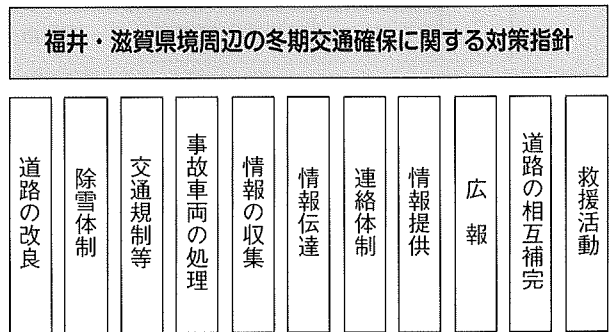 福井・滋賀県境周辺の冬期交通確保に関する対策指針
道路の改良
除雪体制
交通規制等
事故車両の処理
情報の収集
情報伝達
連絡体制
情報提供
広報
道路の相互補完
救援活動